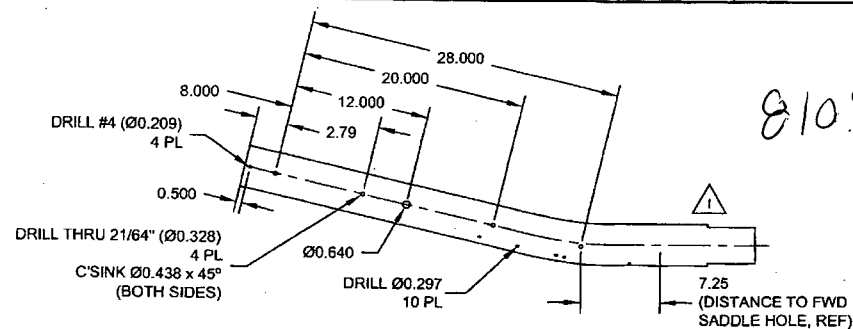 28.000
20.000
8.000
12.000
2.79
DRILL #4 (Ø0.209)
4 PL
0.500
DRILL THRU 21/64" (Ø0.328)
4 PL
C'SINK Ø0.438 x 45°
(BOTH SIDES)
Ø0.640
DRILL Ø0.297
10 PL
1
7.25
(DISTANCE TO FWD
SADDLE HOLE, REF)
810